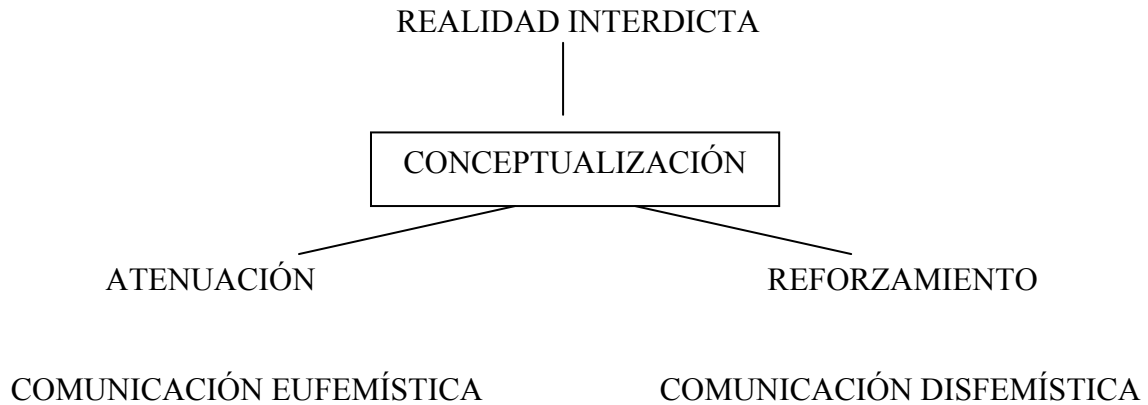 REALIDAD INTERDICTA
CONCEPTUALIZACIÓN
ATENUACIÓN REFORZAMIENTO
COMUNICACIÓN EUFEMÍSTICA COMUNICACIÓN DISFEMÍSTICA